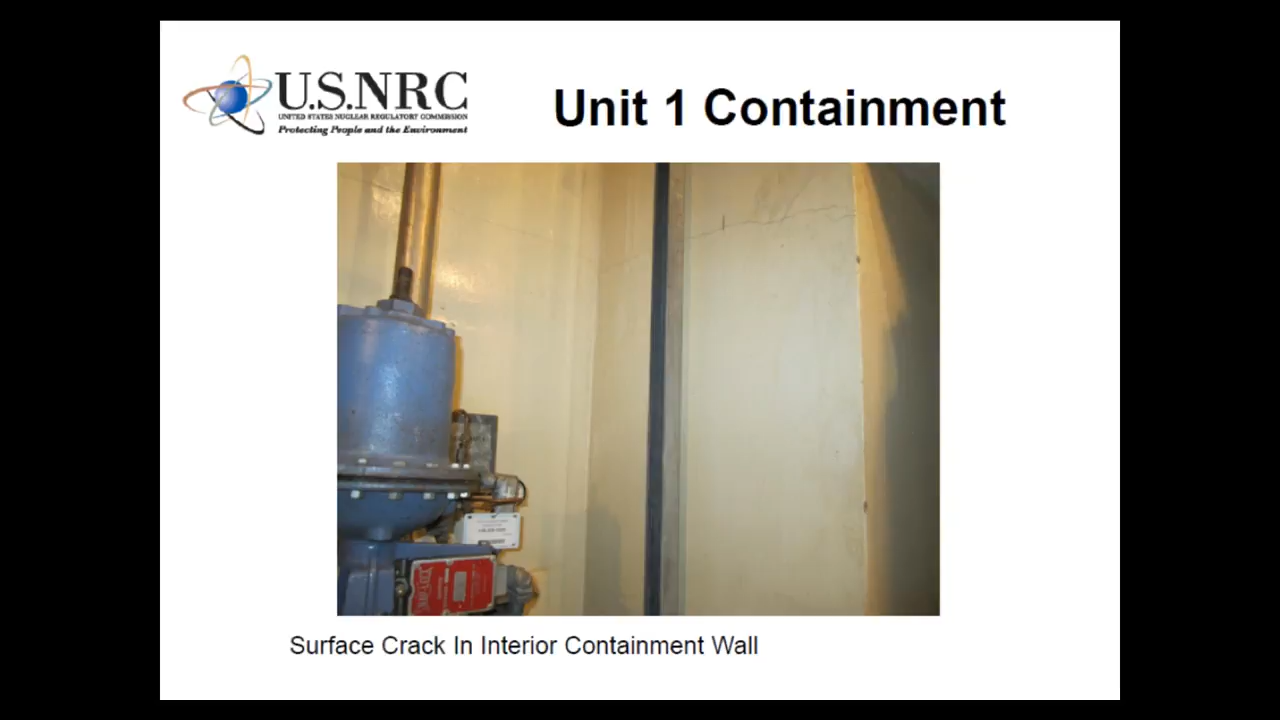 U.S.NRC
UNITED STATES NUCLEAR REGULATORY COMMISSION
Protecting People and the Environment
Unit 1 Containment
Surface Crack In Interior Containment Wall